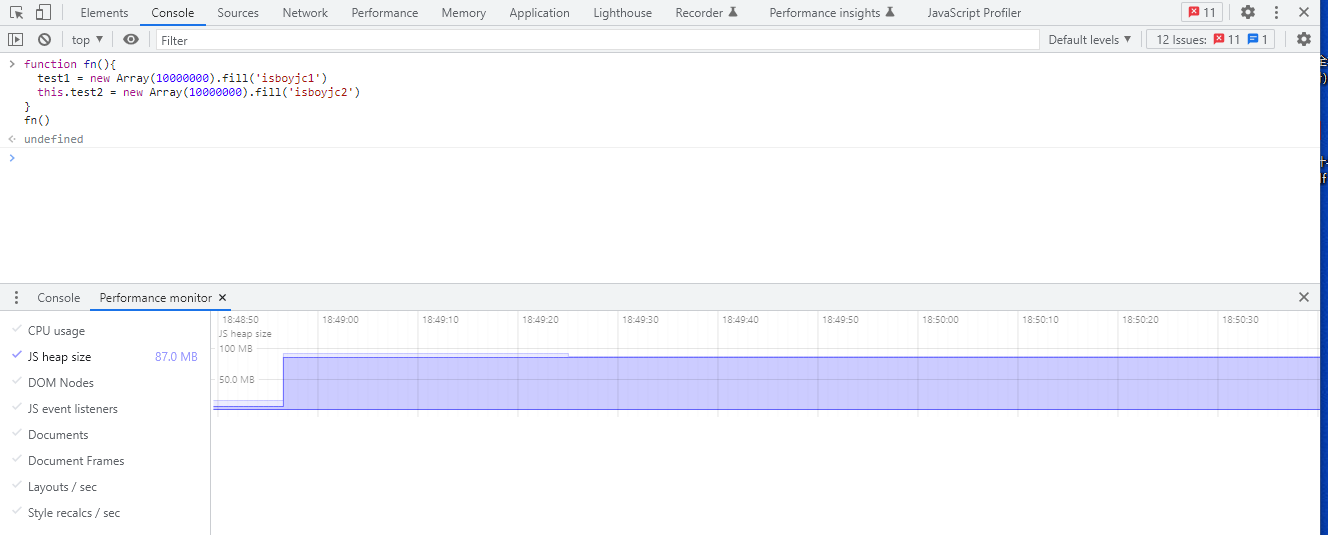 Elements Console Sources Network Performance Memory Application Lighthouse Recorder Performance insights JavaScript Profiler 11
top Filter Default levels 12 Issues: 11 1
function fn(){
test1 = new Array(10000000).fill('isboyjc1')
this.test2 = new Array(10000000).fill('isboyjc2')
}
fn()
undefined
Console Performance monitor
18:48:50 18:49:00 18:49:10 18:49:20 18:49:30 18:49:40 18:49:50 18:50:00 18:50:10 18:50:20 18:50:30
CPU usage
JS heap size
JS heap size 87.0 MB
100 MB
DOM Nodes
50.0 MB
JS event listeners
Documents
Document Frames
Layouts / sec
Style recalcs / sec